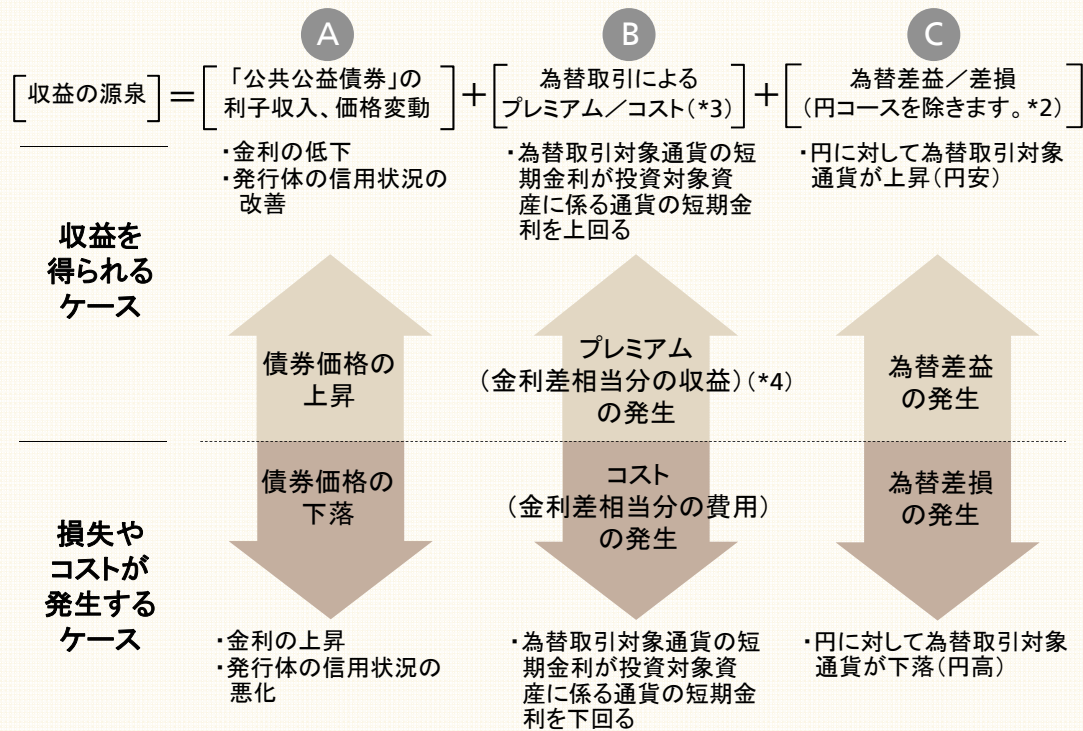 A
B
C
[収益の源泉]=[「公共公益債券」の
利子収入、価格変動]+[為替取引による
プレミアム／コスト(*3)]+[為替差益／差損
(円コースを除きます。*2)]
・金利の低下
・発行体の信用状況の
改善
・為替取引対象通貨の短
期金利が投資対象資
産に係る通貨の短期金
利を上回る
・円に対して為替取引対象
通貨が上昇(円安)
収益を
得られる
ケース
債券価格の
上昇
プレミアム
(金利差相当分の収益)(*4)
の発生
為替差益
の発生
損失や
コストが
発生する
ケース
債券価格の
下落
コスト
(金利差相当分の費用)
の発生
為替差損
の発生
・金利の上昇
・発行体の信用状況の
悪化
・為替取引対象通貨の短
期金利が投資対象資
産に係る通貨の短期金
利を下回る
・円に対して為替取引対象
通貨が下落(円高)